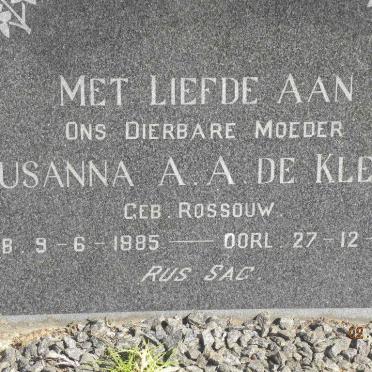 MET LIEFDE AAN
ONS DIERBARE MOEDER
USANNA A. A. DE KLE
GEB. ROSSOUW.
B. 9-6-1885 — OORL. 27-12-
RUS SAG.